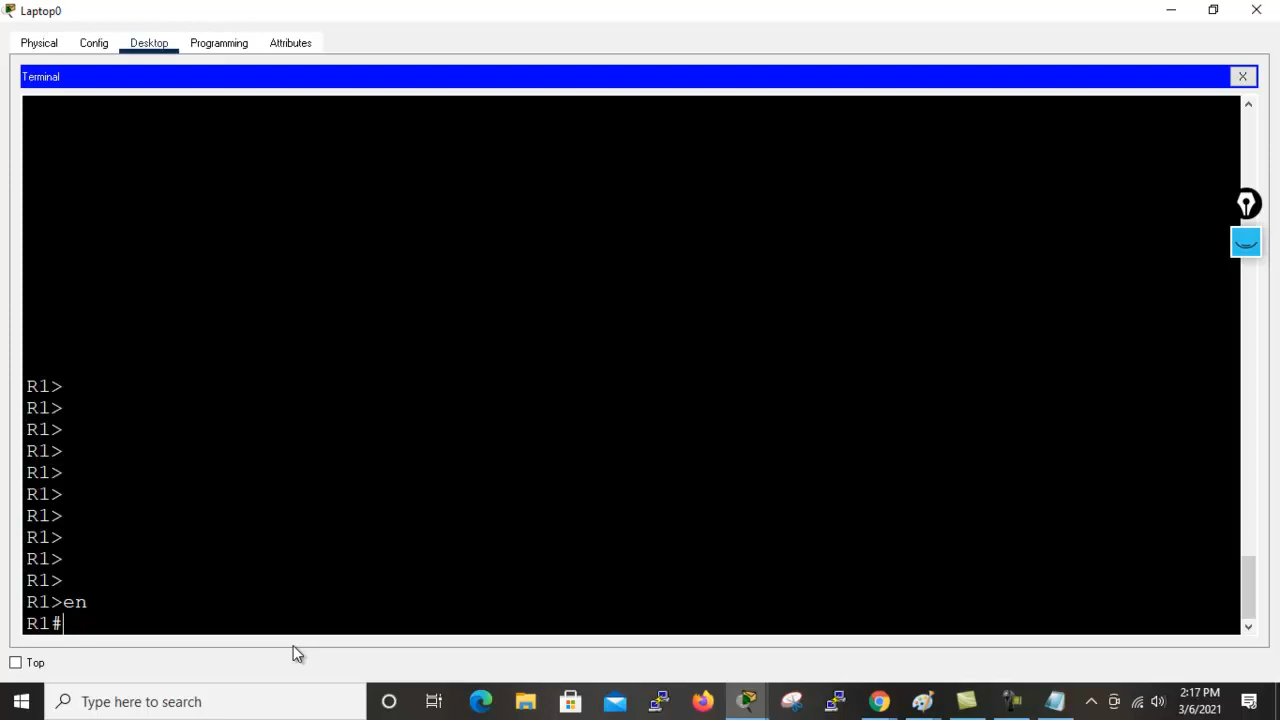 Laptop0
Physical Config Desktop Programming Attributes
Terminal X
R1>
R1>
R1>
R1>
R1>
R1>
R1>
R1>
R1>
R1>
R1>en
R1#
Top
Type here to search
2:17 PM
3/6/2021